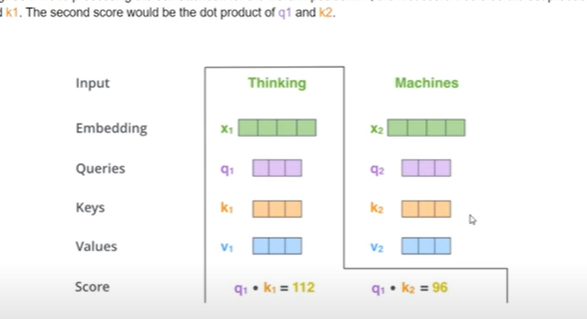 k1. The second score would be the dot product of q1 and k2.
Input Thinking Machines
Embedding x1 x2
Queries q1 q2
Keys k1 k2
Values v1 v2
Score q1 • k1 = 112 q1 • k2 = 96